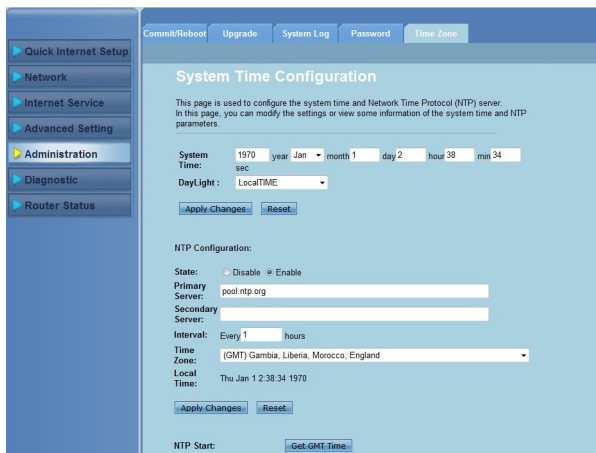 Commit/Reboot Upgrade System Log Password Time Zone
Quick Internet Setup
Network
Internet Service
Advanced Setting
Administration
Diagnostic
Router Status
System Time Configuration
This page is used to configure the system time and Network Time Protocol (NTP) server.
In this page, you can modify the settings or view some information of the system time and NTP
parameters.
System Time: 1970 year Jan month 1 day 2 hour 38 min 34
sec
DayLight : LocalTIME
Apply Changes Reset
NTP Configuration:
State: Disable Enable
Primary
Server: pool.ntp.org
Secondary
Server:
Interval: Every 1 hours
Time
Zone: (GMT) Gambia, Liberia, Morocco, England
Local
Time: Thu Jan 1 2:38:34 1970
Apply Changes Reset
NTP Start: Get GMT Time